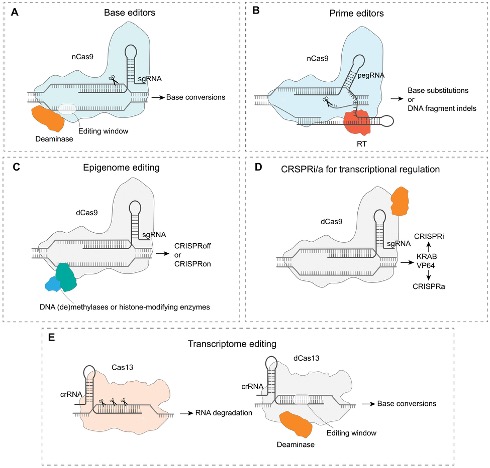 A
Base editors
nCas9
sgRNA
Base conversions
Deaminase
Editing window
B
Prime editors
nCas9
pegRNA
Base substitutions
or
DNA fragment indels
RT
C
Epigenome editing
dCas9
sgRNA
CRISPRoff
or
CRISPRon
DNA (de)methylases or histone-modifying enzymes
D
CRSPRi/a for transcriptional regulation
dCas9
sgRNA
CRISPRi
KRAB
VP64
CRISPRa
E
Transcriptome editing
Cas13
crRNA
RNA degradation
dCas13
crRNA
Base conversions
Editing window
Deaminase